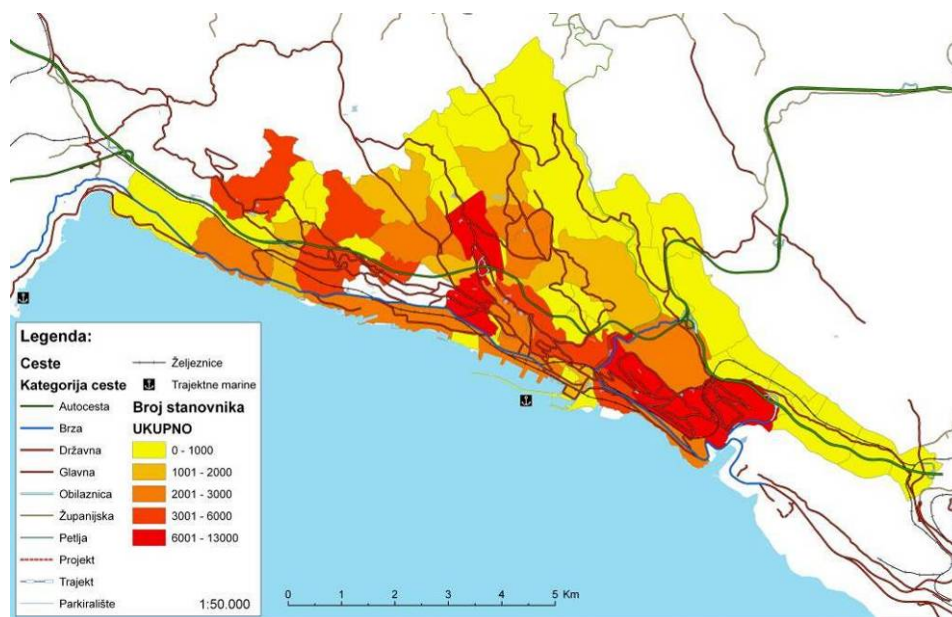 Legenda:
Ceste
Kategorija ceste
Autocesta
Brza
Državna
Glavna
Obilaznica
Županijska
Petlja
Projekt
Trajekt
Parkiralište
Željeznice
Trajektne marine
Broj stanovnika
UKUPNO
0 - 1000
1001 - 2000
2001 - 3000
3001 - 6000
6001 - 13000
1:50.000
0 1 2 3 4 5 Km